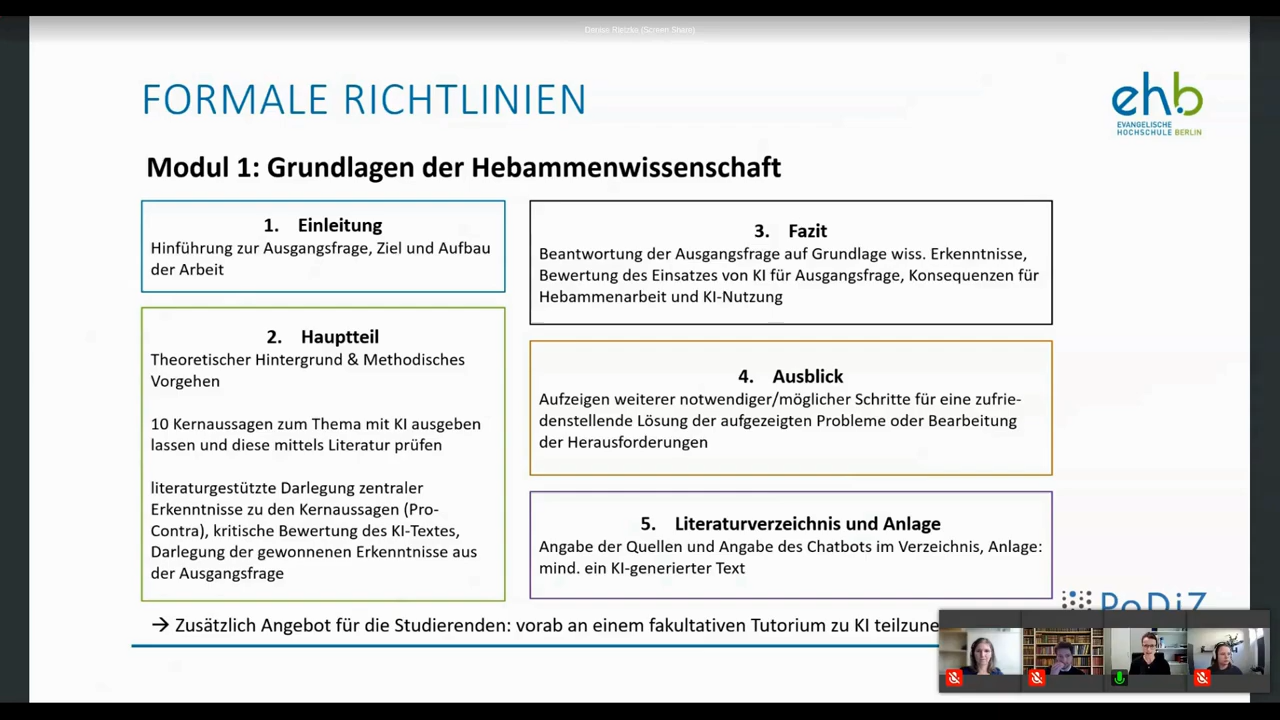 Denise Rietzke (Screen Share)
FORMALE RICHTLINIEN
ehb
EVANGELISCHE
HOCHSCHULE BERLIN
Modul 1: Grundlagen der Hebammenwissenschaft
1. Einleitung
Hinführung zur Ausgangsfrage, Ziel und Aufbau
der Arbeit
2. Hauptteil
Theoretischer Hintergrund & Methodisches
Vorgehen
10 Kernaussagen zum Thema mit KI ausgeben
lassen und diese mittels Literatur prüfen
literaturgestützte Darlegung zentraler
Erkenntnisse zu den Kernaussagen (Pro-
Contra), kritische Bewertung des KI-Textes,
Darlegung der gewonnenen Erkenntnisse aus
der Ausgangsfrage
3. Fazit
Beantwortung der Ausgangsfrage auf Grundlage wiss. Erkenntnisse,
Bewertung des Einsatzes von KI für Ausgangsfrage, Konsequenzen für
Hebammenarbeit und KI-Nutzung
4. Ausblick
Aufzeigen weiterer notwendiger/möglicher Schritte für eine zufrie-
denstellende Lösung der aufgezeigten Probleme oder Bearbeitung
der Herausforderungen
5. Literaturverzeichnis und Anlage
Angabe der Quellen und Angabe des Chatbots im Verzeichnis, Anlage:
mind. ein KI-generierter Text
PoDiZ
→ Zusätzlich Angebot für die Studierenden: vorab an einem fakultativen Tutorium zu KI teilzune